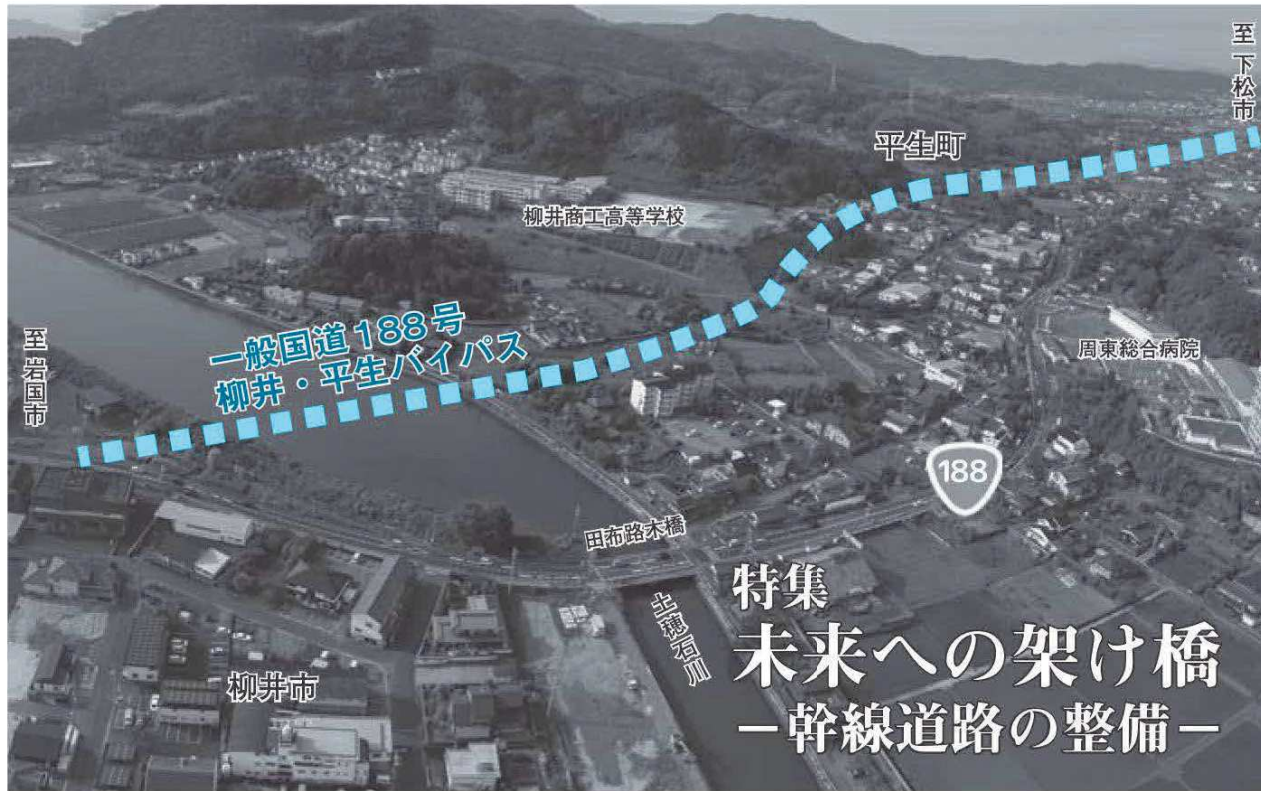 至 下松市
平生町
柳井商工高等学校
一般国道188号
柳井・平生バイパス
至 岩国市
周東総合病院
188
田布路木橋
土穂石川
柳井市
特集
未来への架け橋
－幹線道路の整備－